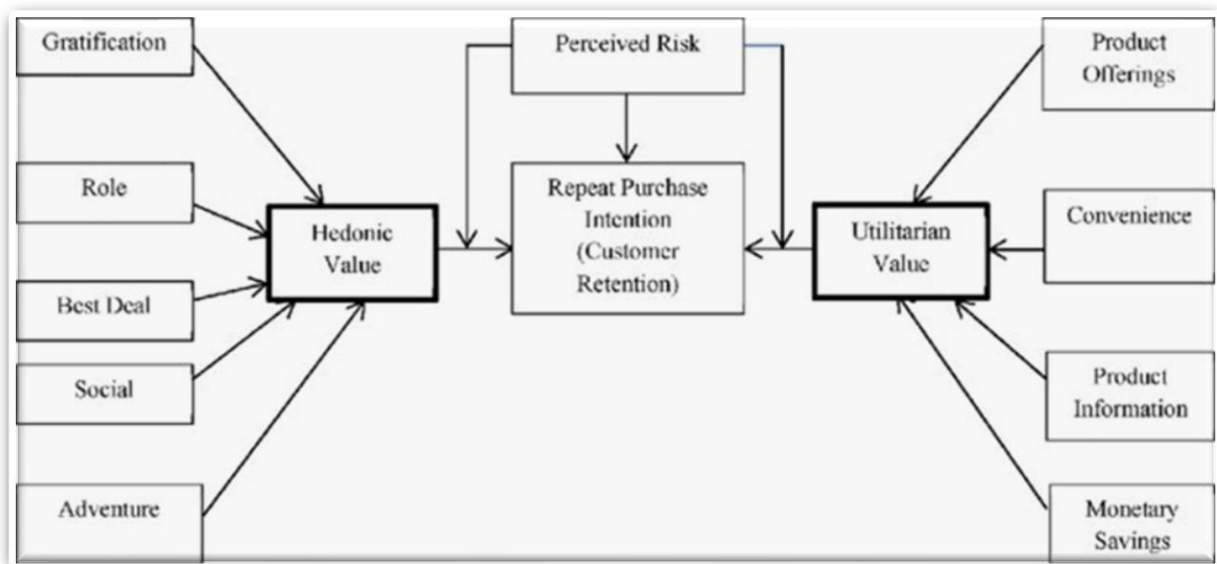 Gratification
Perceived Risk
Product
Offerings
Role
Repeat Purchase
Intention
(Customer
Retention)
Convenience
Hedonic
Value
Utilitarian
Value
Best Deal
Social
Product
Information
Adventure
Monetary
Savings